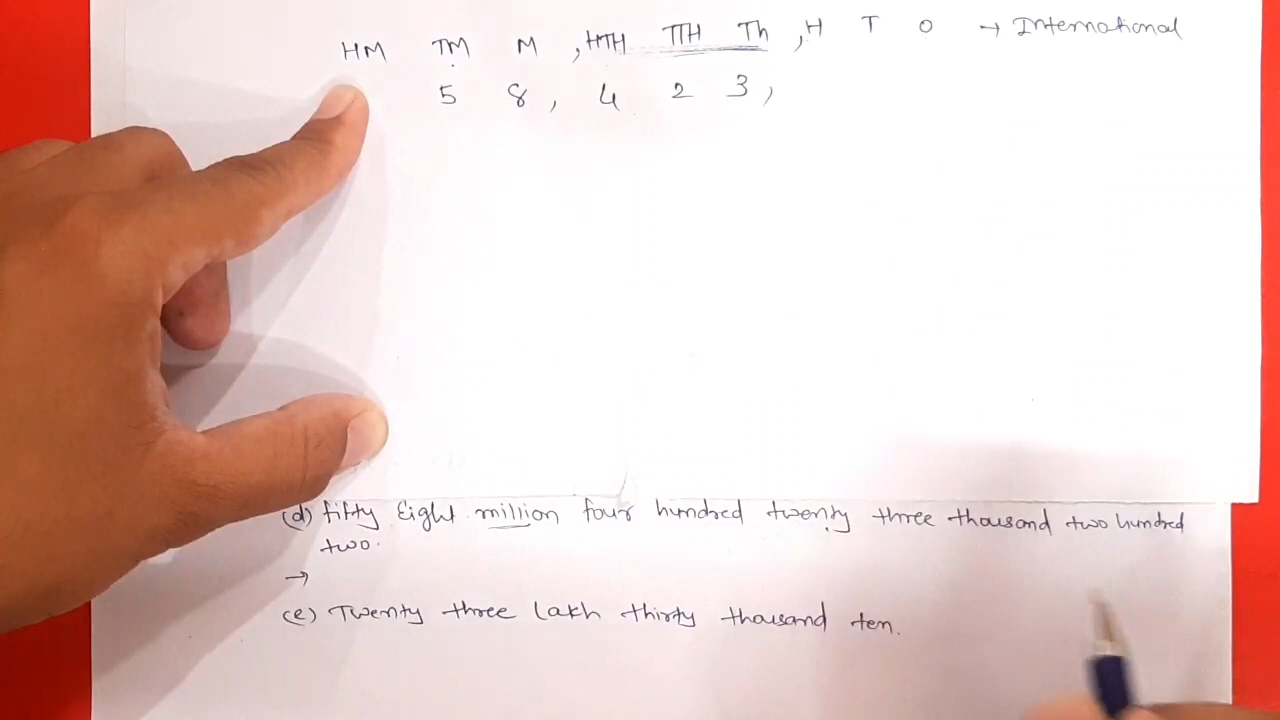 HM TM M , HTH TTH Th , H T O → International
5 8 , 4 2 3 ,
(d) fifty Eight million four hundred twenty three thousand two hundred
two.
→
(e) Twenty three lakh thirty thousand ten.